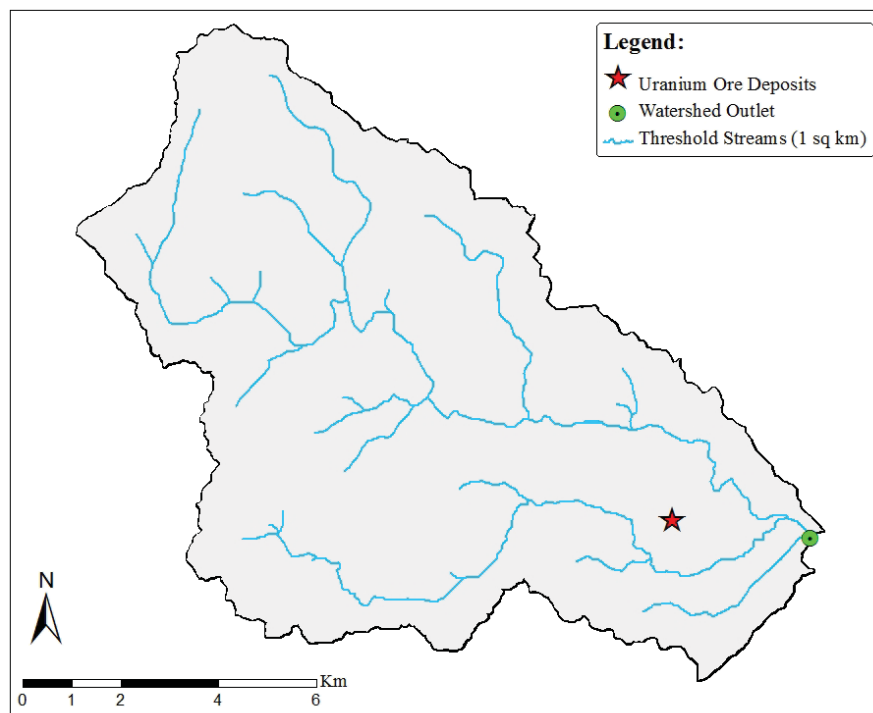 Legend:
Uranium Ore Deposits
Watershed Outlet
Threshold Streams (1 sq km)
N
Km
0 1 2 4 6